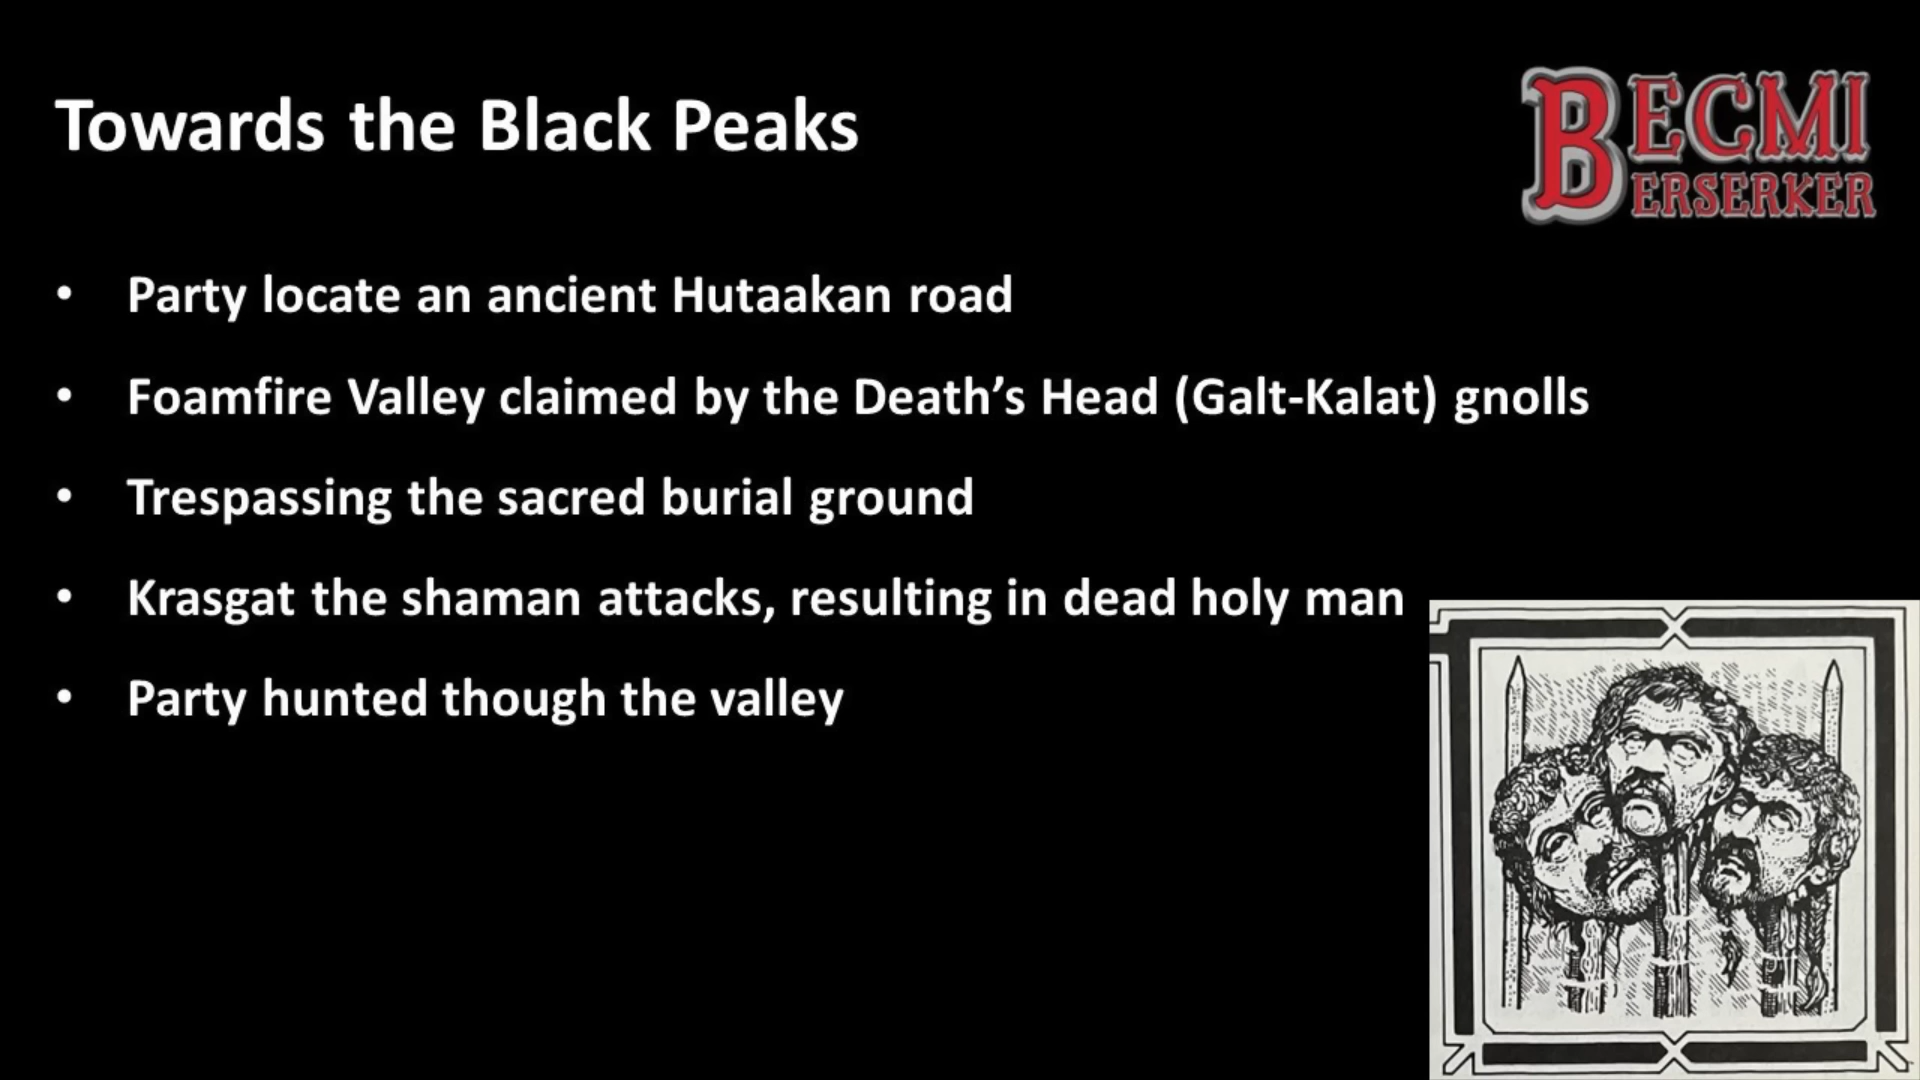 Towards the Black Peaks
BECMI
BERSERKER
• Party locate an ancient Hutaakan road
• Foamfire Valley claimed by the Death’s Head (Galt-Kalat) gnolls
• Trespassing the sacred burial ground
• Krasgat the shaman attacks, resulting in dead holy man
• Party hunted though the valley